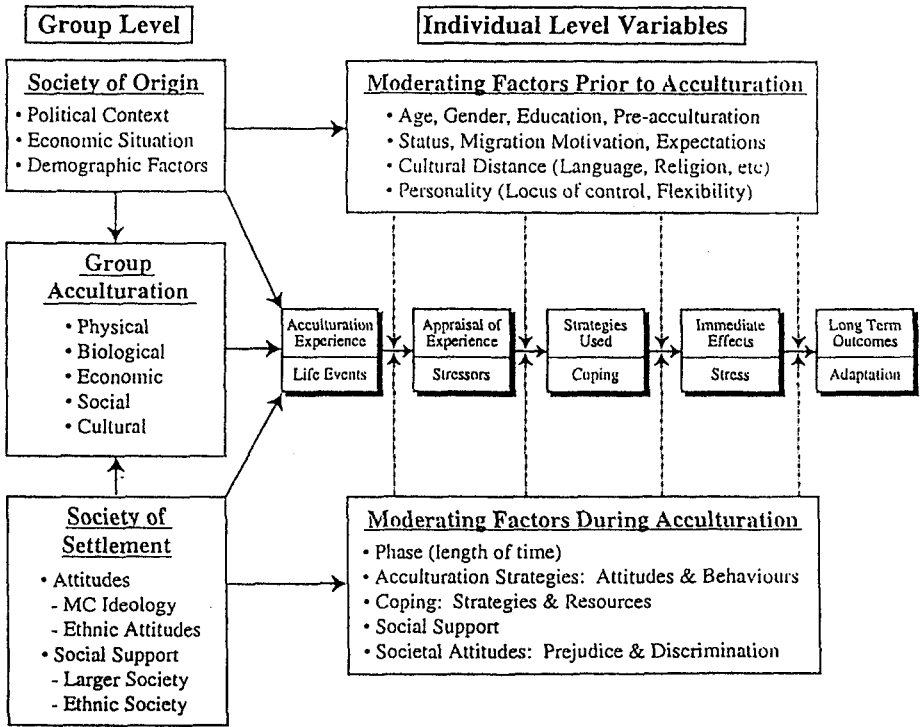 Group Level
Individual Level Variables
Society of Origin
• Political Context
• Economic Situation
• Demographic Factors
Moderating Factors Prior to Acculturation
• Age, Gender, Education, Pre-acculturation
• Status, Migration Motivation, Expectations
• Cultural Distance (Language, Religion, etc)
• Personality (Locus of control, Flexibility)
Group
Acculturation
• Physical
• Biological
• Economic
• Social
• Cultural
Acculturation
Experience
Life Events
Appraisal of
Experience
Stressors
Strategies
Used
Coping
Immediate
Effects
Stress
Long Term
Outcomes
Adaptation
Society of
Settlement
• Attitudes
- MC Ideology
- Ethnic Attitudes
• Social Support
- Larger Society
- Ethnic Society
Moderating Factors During Acculturation
• Phase (length of time)
• Acculturation Strategies: Attitudes & Behaviours
• Coping: Strategies & Resources
• Social Support
• Societal Attitudes: Prejudice & Discrimination